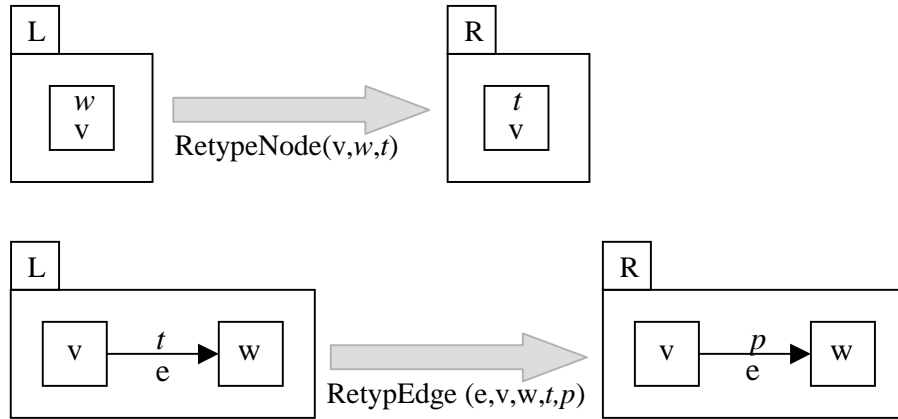 L
R
w
v
t
v
RetypeNode(v,w,t)
L
R
v
t
e
w
v
p
e
w
RetypEdge (e,v,w,t,p)